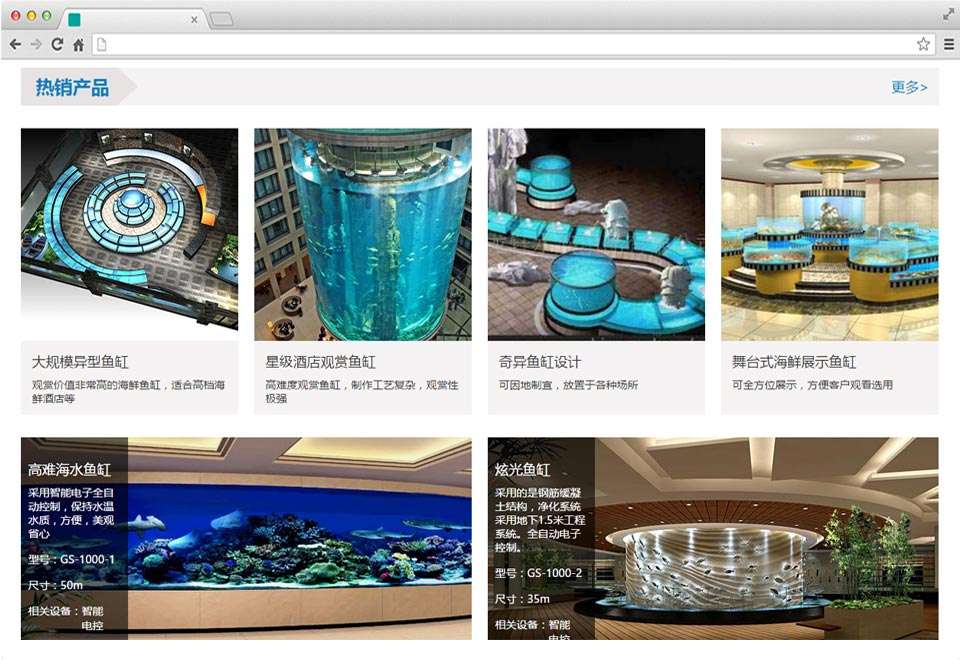 热销产品
更多>
大规模异型鱼缸
观赏价值非常高的海鲜鱼缸，适合高档海
鲜酒店等
星级酒店观赏鱼缸
高难度观赏鱼缸，制作工艺复杂，观赏性
极强
奇异鱼缸设计
可因地制宜，放置于各种场所
舞台式海鲜展示鱼缸
可全方位展示，方便客户观看选用
高难海水鱼缸
采用智能电子全自
动控制，保持水温
水质，方便，美观
省心
型号：GS-1000-1
尺寸：50m
相关设备：智能
电控
炫光鱼缸
采用的是钢筋缓凝
土结构，净化系统
采用地下1.5米工程
系统。全自动电子
控制。
型号：GS-1000-2
尺寸：35m
相关设备：智能
电控